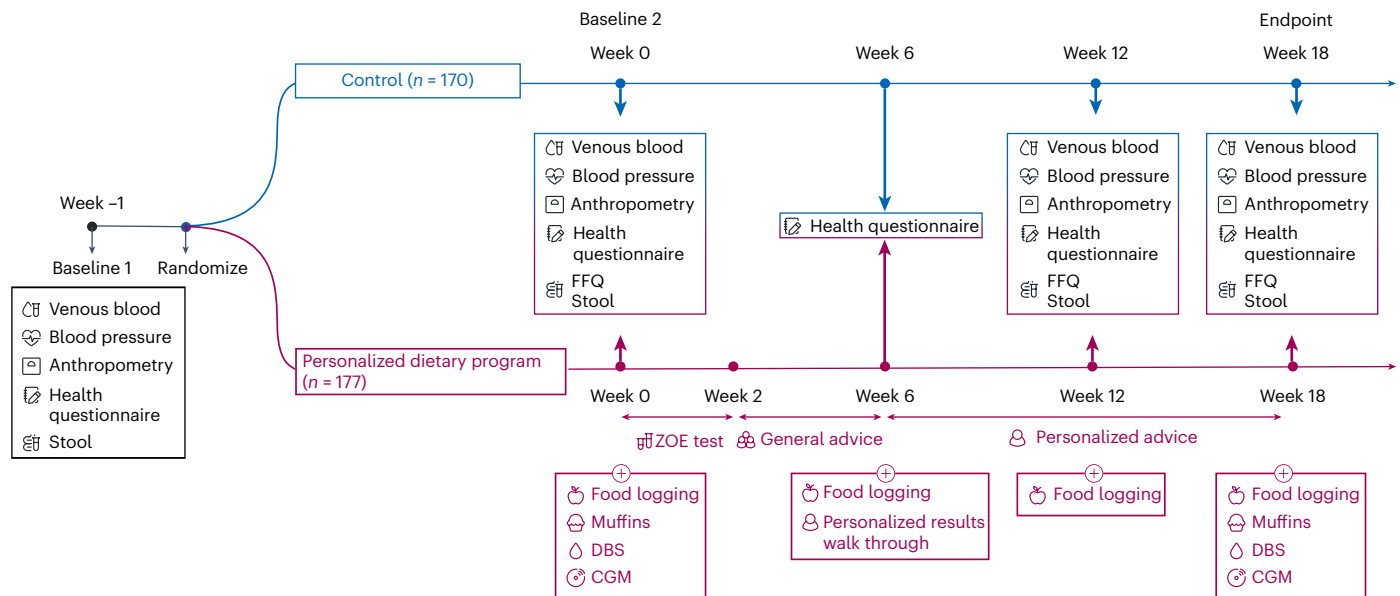 Baseline 2
Endpoint
Week 0
Week 6
Week 12
Week 18
Control (n = 170)
Week –1
Baseline 1
Randomize
Venous blood
Blood pressure
Anthropometry
Health
questionnaire
Stool
Venous blood
Blood pressure
Anthropometry
Health
questionnaire
FFQ
Stool
Health questionnaire
Venous blood
Blood pressure
Anthropometry
Health
questionnaire
FFQ
Stool
Venous blood
Blood pressure
Anthropometry
Health
questionnaire
FFQ
Stool
Personalized dietary program
(n = 177)
Week 0
Week 2
Week 6
Week 12
Week 18
ZOE test
General advice
Personalized advice
Food logging
Muffins
DBS
CGM
Food logging
Personalized results
walk through
Food logging
Food logging
Muffins
DBS
CGM